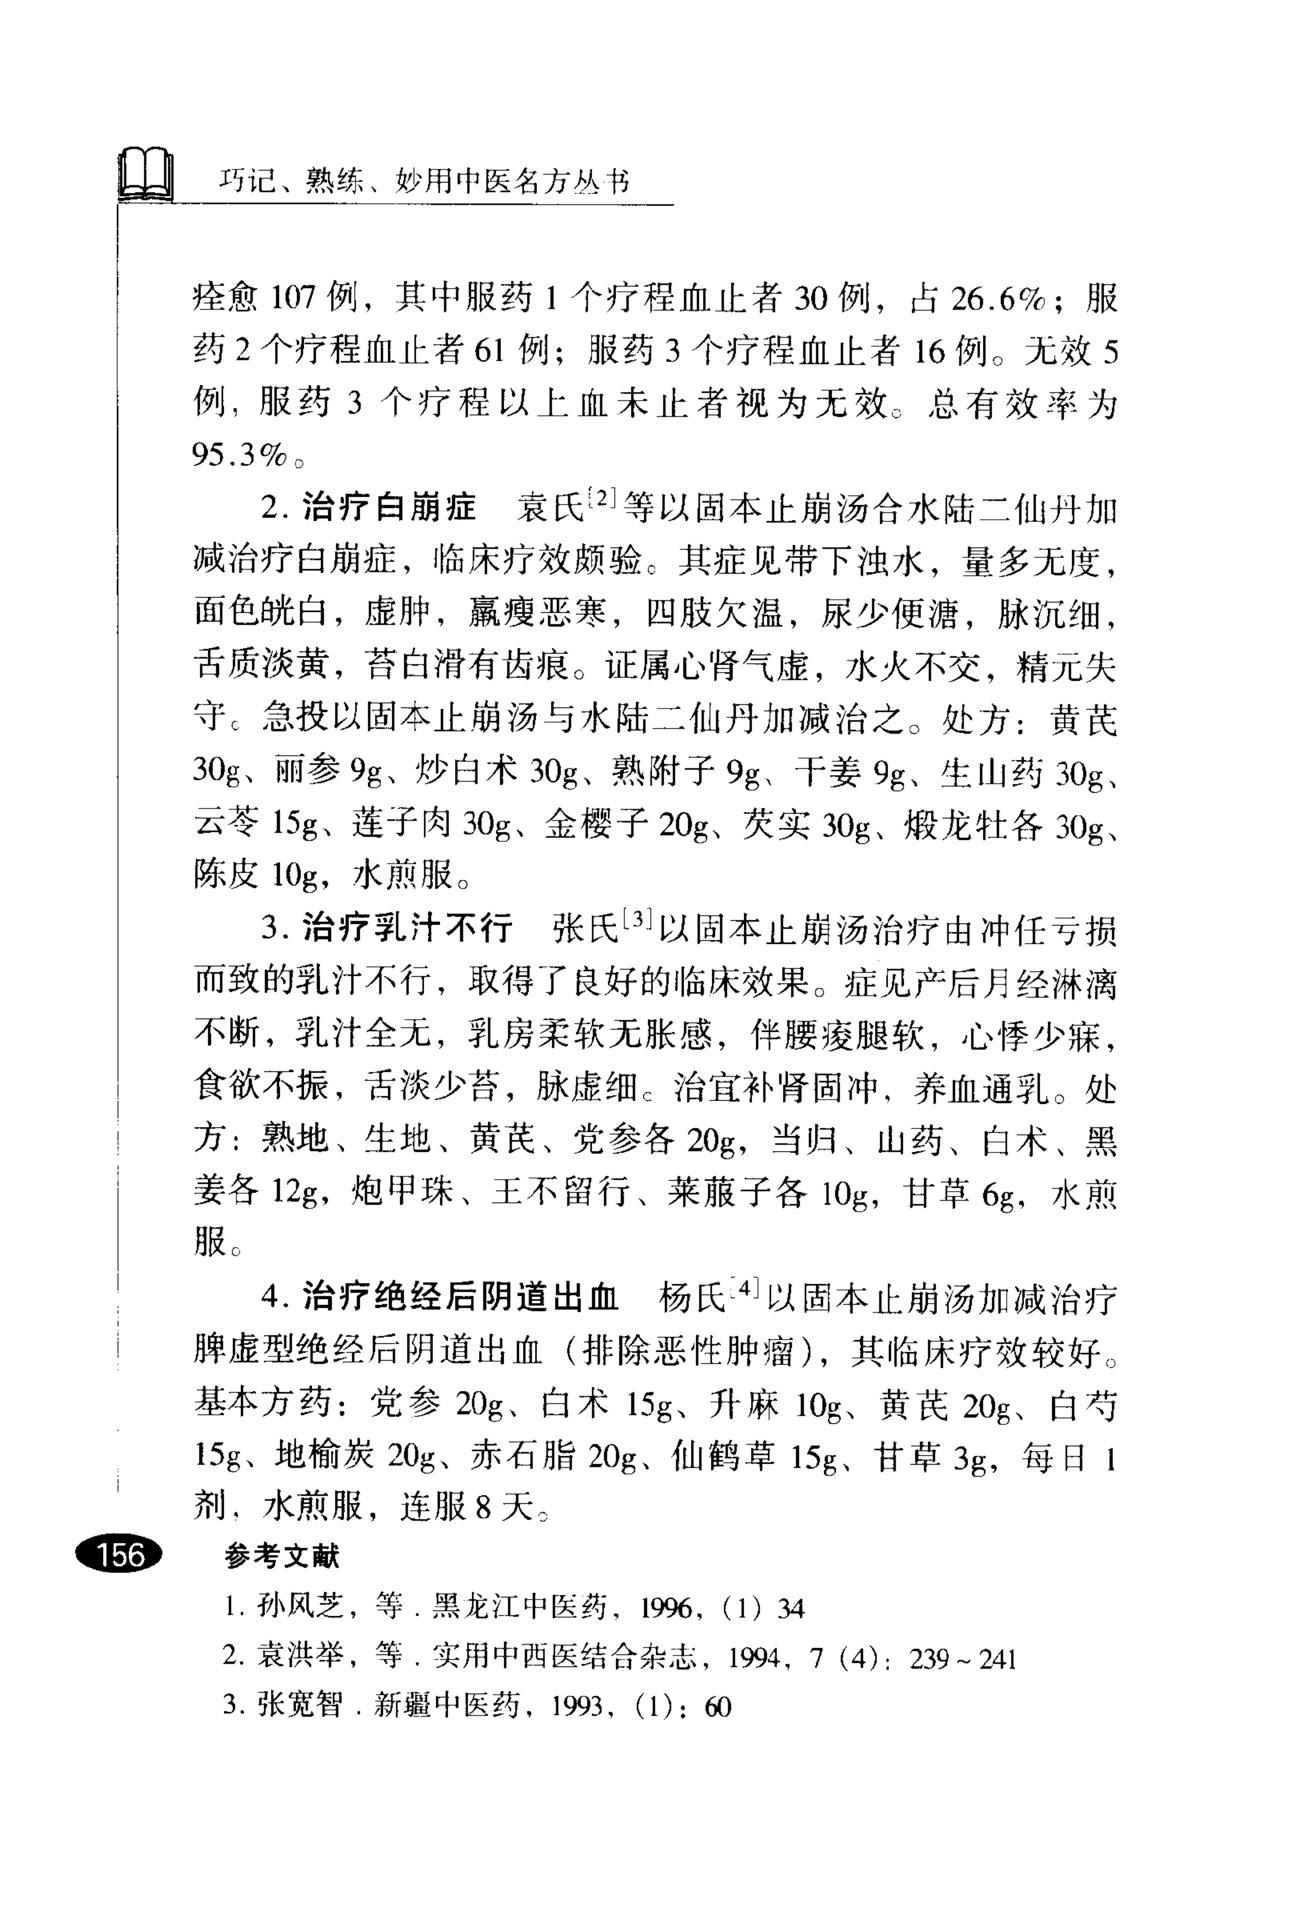 巧记、熟练、妙用中医名方丛书
痊愈 107 例，其中服药 1 个疗程血止者 30 例，占 26.6%；服
药 2 个疗程血止者 61 例；服药 3 个疗程血止者 16 例。无效 5
例，服药 3 个疗程以上血未止者视为无效。总有效率为
95.3%。
2. 治疗白崩症 袁氏[2]等以固本止崩汤合水陆二仙丹加
减治疗白崩症，临床疗效颇验。其症见带下浊水，量多无度，
面色㿠白，虚肿，羸瘦恶寒，四肢欠温，尿少便溏，脉沉细，
舌质淡黄，苔白滑有齿痕。证属心肾气虚，水火不交，精元失
守。急投以固本止崩汤与水陆二仙丹加减治之。处方：黄芪
30g、丽参 9g、炒白术 30g、熟附子 9g、干姜 9g、生山药 30g、
云苓 15g、莲子肉 30g、金樱子 20g、芡实 30g、煅龙牡各 30g、
陈皮 10g，水煎服。
3. 治疗乳汁不行 张氏[3]以固本止崩汤治疗由冲任亏损
而致的乳汁不行，取得了良好的临床效果。症见产后月经淋漓
不断，乳汁全无，乳房柔软无胀感，伴腰痠腿软，心悸少寐，
食欲不振，舌淡少苔，脉虚细。治宜补肾固冲，养血通乳。处
方：熟地、生地、黄芪、党参各 20g，当归、山药、白术、黑
姜各 12g，炮甲珠、王不留行、莱菔子各 10g，甘草 6g，水煎
服。
4. 治疗绝经后阴道出血 杨氏[4]以固本止崩汤加减治疗
脾虚型绝经后阴道出血（排除恶性肿瘤），其临床疗效较好。
基本方药：党参 20g、白术 15g、升麻 10g、黄芪 20g、白芍
15g、地榆炭 20g、赤石脂 20g、仙鹤草 15g、甘草 3g，每日 1
剂，水煎服，连服 8 天。
156
参考文献
1. 孙风芝，等．黑龙江中医药，1996，（1）34
2. 袁洪举，等．实用中西医结合杂志，1994，7（4）：239～241
3. 张宽智．新疆中医药，1993，（1）：60